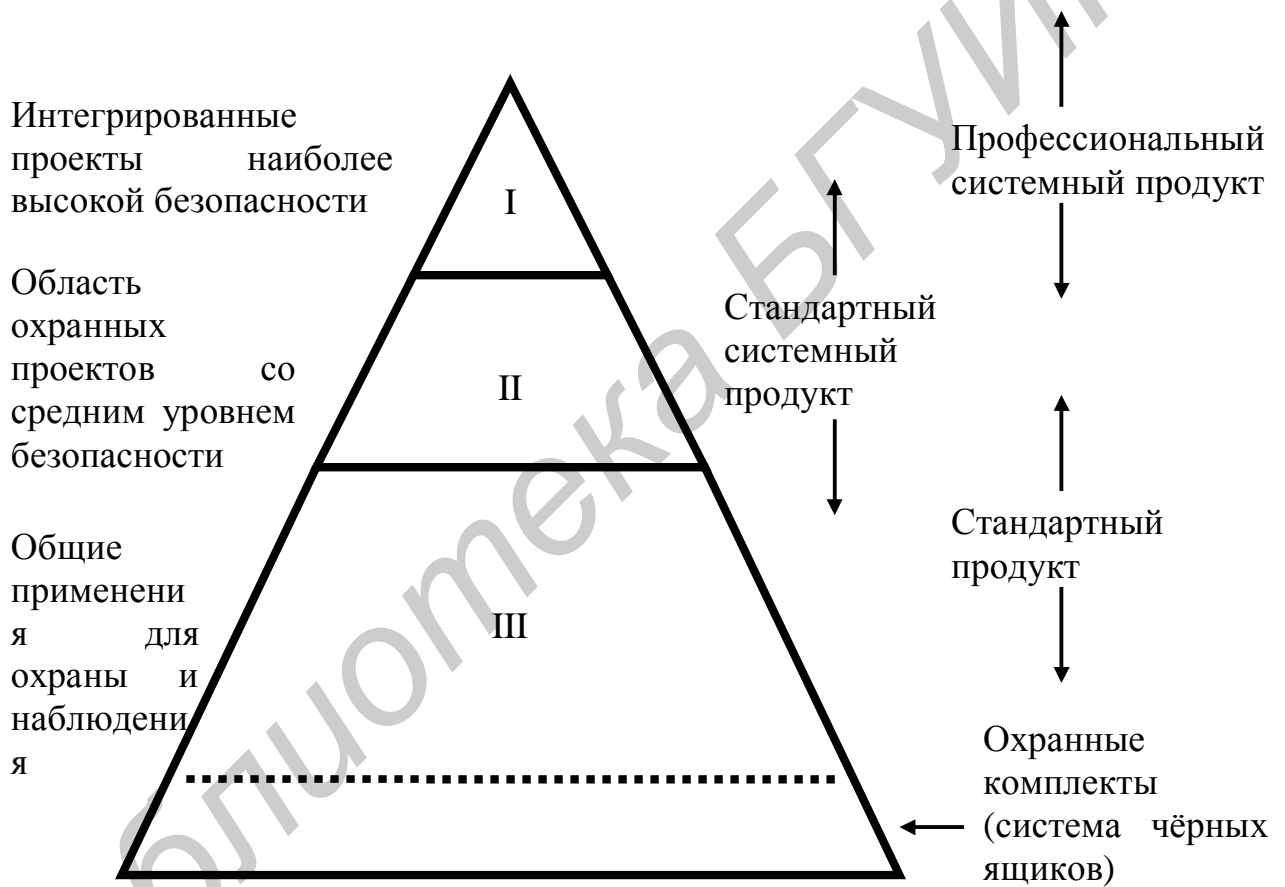 Интегрированные
проекты наиболее
высокой безопасности
Область
охранных
проектов со
средним уровнем
безопасности
Общие
применени
я для
охраны и
наблюдени
я
I
II
III
Стандартный
системный
продукт
Профессиональный
системный продукт
Стандартный
продукт
Охранные
комплекты
(система чёрных
ящиков)